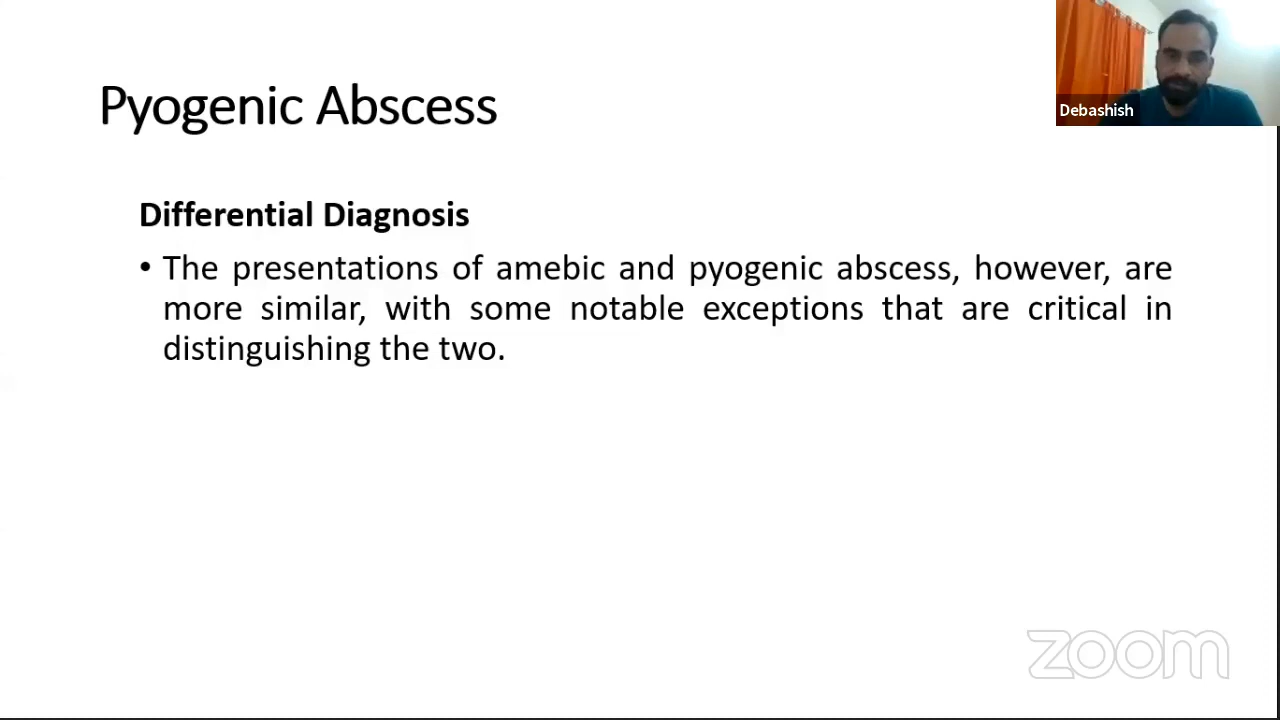 Pyogenic Abscess
Debashish
Differential Diagnosis
• The presentations of amebic and pyogenic abscess, however, are
more similar, with some notable exceptions that are critical in
distinguishing the two.
zoom